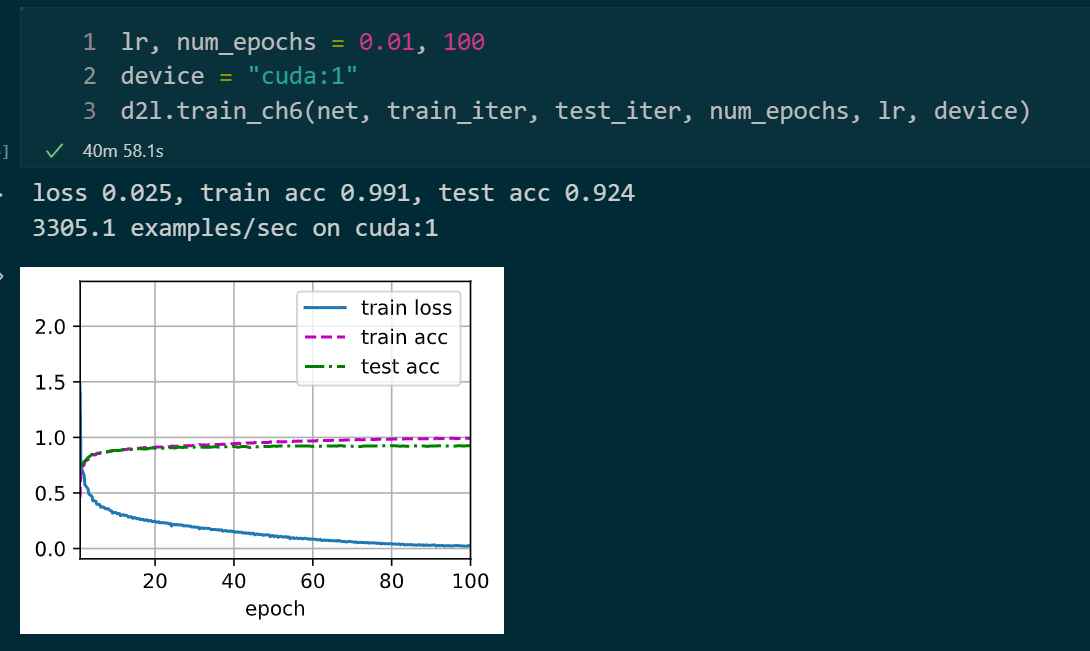 1 lr, num_epochs = 0.01, 100
2 device = "cuda:1"
3 d2l.train_ch6(net, train_iter, test_iter, num_epochs, lr, device)
] 40m 58.1s
loss 0.025, train acc 0.991, test acc 0.924
3305.1 examples/sec on cuda:1
train loss
train acc
test acc
2.0
1.5
1.0
0.5
0.0
20 40 60 80 100
epoch